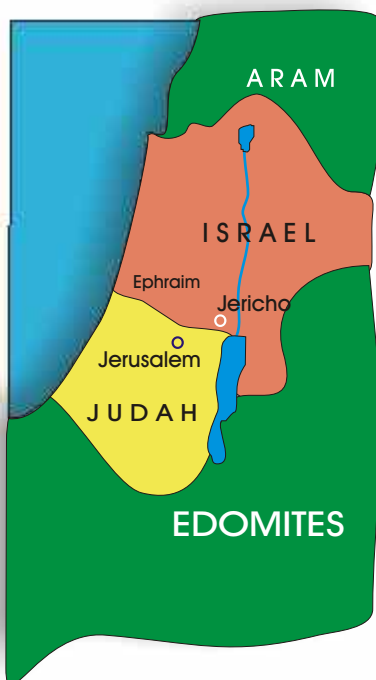 ARAM
ISRAEL
Ephraim
Jericho
Jerusalem
JUDAH
EDOMITES